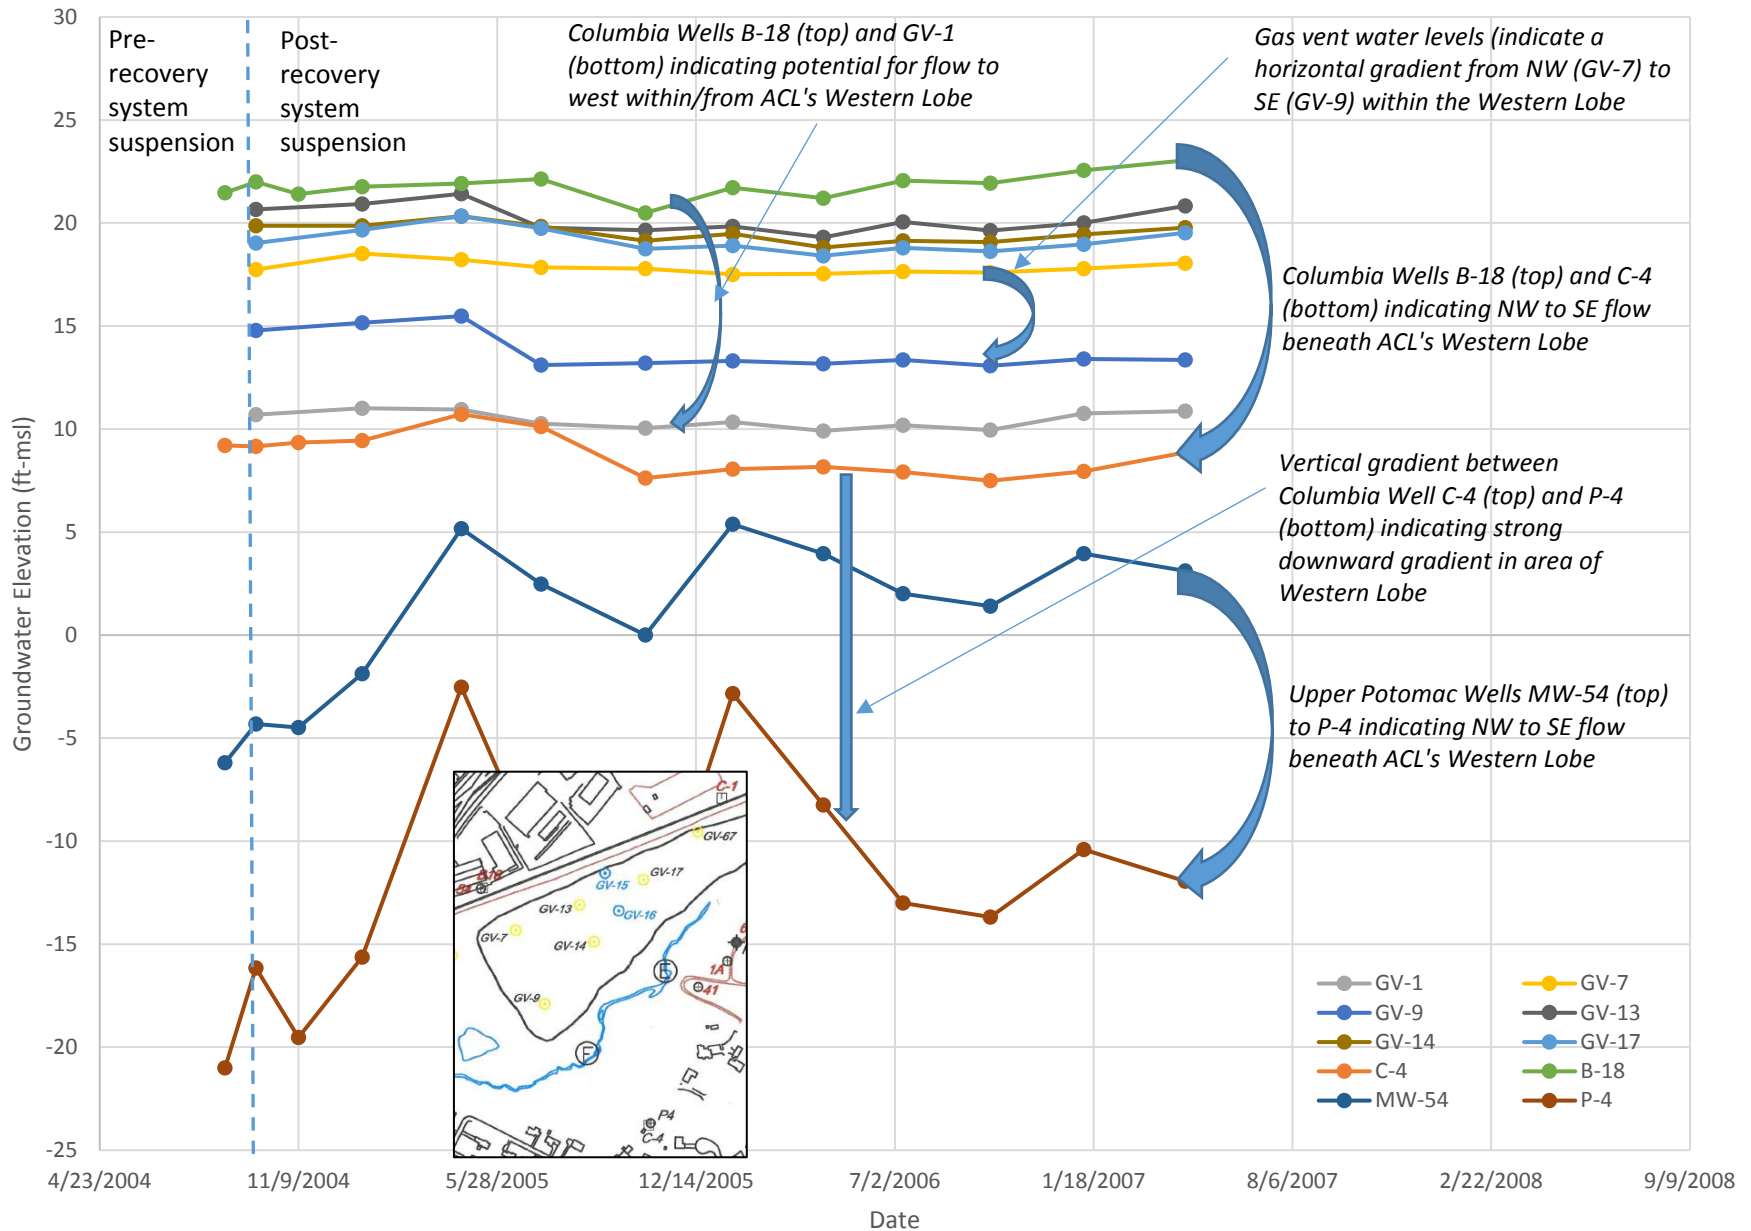 30
25
20
15
10
5
0
-5
-10
-15
-20
-25
Groundwater Elevation (ft-msl)
Pre-
recovery
system
suspension
Post-
recovery
system
suspension
Columbia Wells B-18 (top) and GV-1
(bottom) indicating potential for flow to
west within/from ACL's Western Lobe
Gas vent water levels (indicate a
horizontal gradient from NW (GV-7) to
SE (GV-9) within the Western Lobe
Columbia Wells B-18 (top) and C-4
(bottom) indicating NW to SE flow
beneath ACL's Western Lobe
Vertical gradient between
Columbia Well C-4 (top) and P-4
(bottom) indicating strong
downward gradient in area of
Western Lobe
Upper Potomac Wells MW-54 (top)
to P-4 indicating NW to SE flow
beneath ACL's Western Lobe
C-1
GV-67
B18
54
GV-15
GV-17
GV-13
GV-16
GV-7
GV-14
E
1A
41
GV-9
F
P4
C-4
GV-1
GV-7
GV-9
GV-13
GV-14
GV-17
C-4
B-18
MW-54
P-4
4/23/2004
11/9/2004
5/28/2005
12/14/2005
7/2/2006
1/18/2007
8/6/2007
2/22/2008
9/9/2008
Date